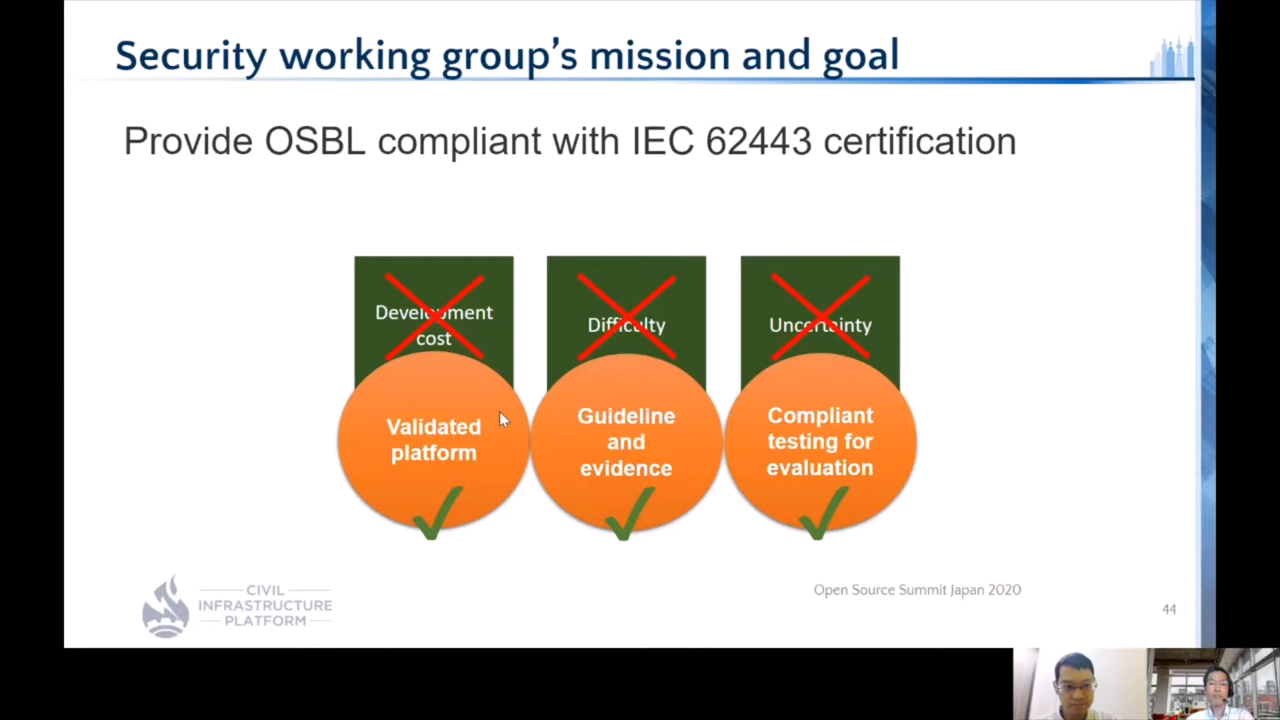 Security working group's mission and goal
Provide OSBL compliant with IEC 62443 certification
Development
cost
Difficulty
Uncertainty
Validated
platform
Guideline
and
evidence
Compliant
testing for
evaluation
CIVIL
INFRASTRUCTURE
PLATFORM
Open Source Summit Japan 2020
44